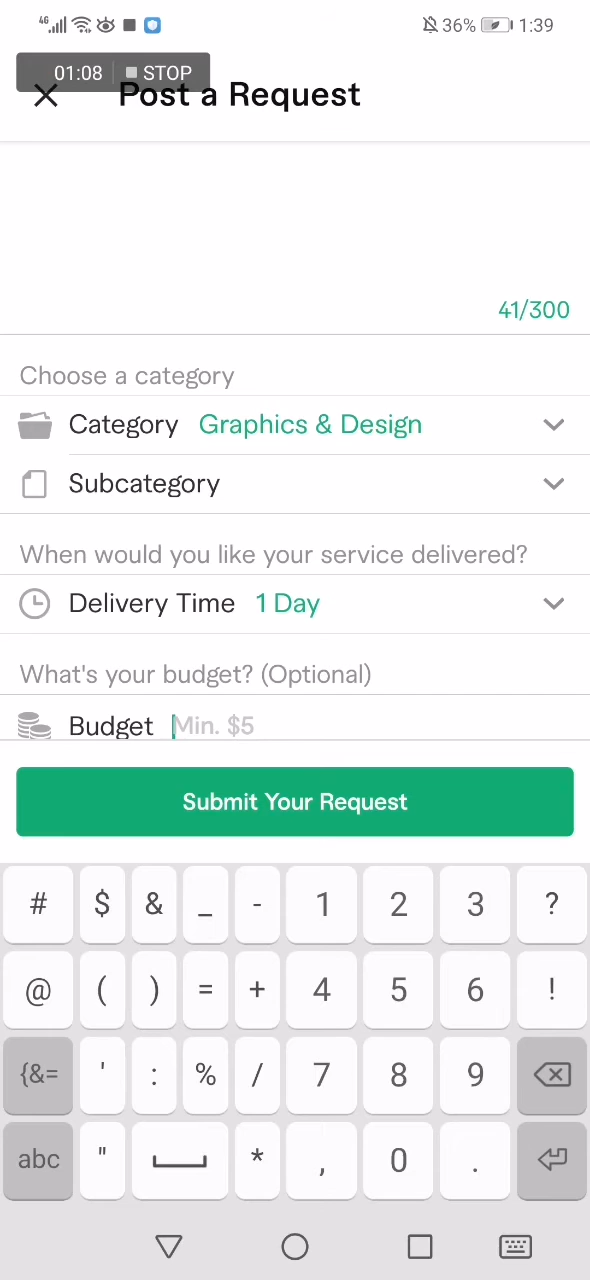 4G 36% 1:39
01:08 STOP
Post a Request
41/300
Choose a category
Category Graphics & Design
Subcategory
When would you like your service delivered?
Delivery Time 1 Day
What's your budget? (Optional)
Budget Min. $5
Submit Your Request
# $ & _ - 1 2 3 ?
@ ( ) = + 4 5 6 !
{&= ' : % / 7 8 9
abc " * , 0 .